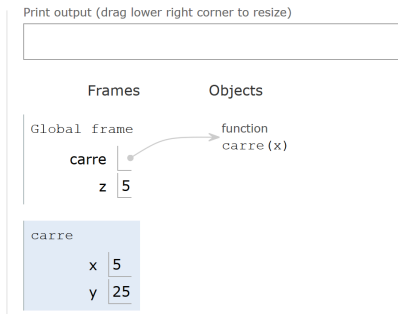 Print output (drag lower right corner to resize)
Frames Objects
Global frame
function
carre(x)
carre
z 5
carre
x 5
y 25